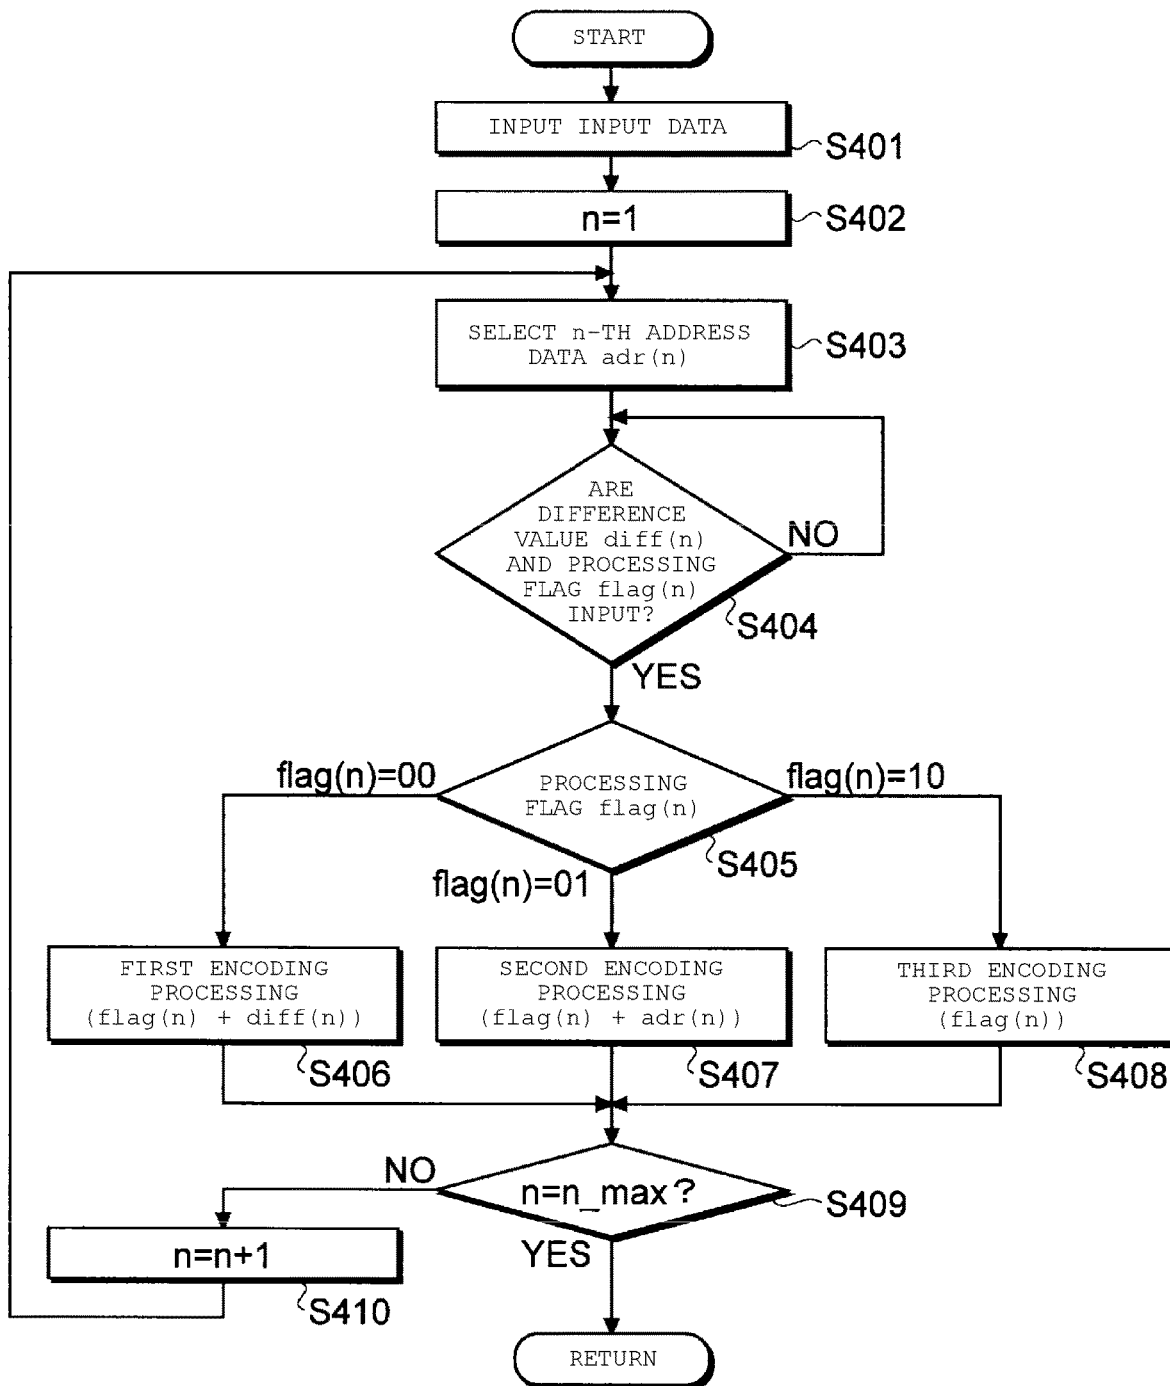 START
INPUT INPUT DATA
S401
n=1
S402
SELECT n-TH ADDRESS
DATA adr(n)
S403
ARE
DIFFERENCE
VALUE diff(n)
AND PROCESSING
FLAG flag(n)
INPUT?
NO
S404
YES
flag(n)=00
PROCESSING
FLAG flag(n)
flag(n)=10
S405
flag(n)=01
FIRST ENCODING
PROCESSING
(flag(n) + diff(n))
S406
SECOND ENCODING
PROCESSING
(flag(n) + adr(n))
S407
THIRD ENCODING
PROCESSING
(flag(n))
S408
NO
n=n_max?
S409
YES
n=n+1
S410
RETURN